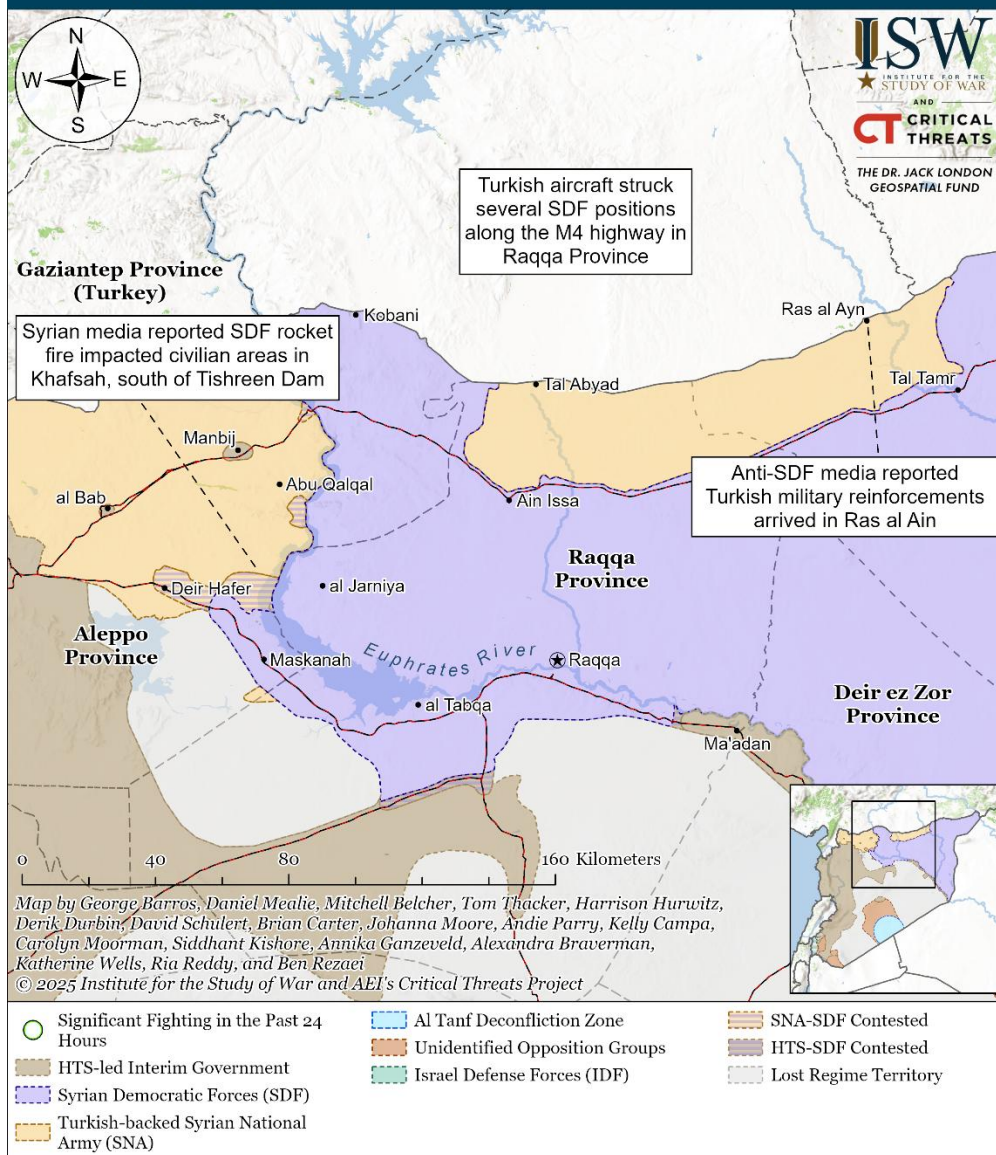 N
W
E
S
ISW
INSTITUTE FOR THE
STUDY OF WAR
AND
CT CRITICAL
THREATS
THE DR. JACK LONDON
GEOSPATIAL FUND
Turkish aircraft struck
several SDF positions
along the M4 highway in
Raqqa Province
Gaziantep Province
(Turkey)
Syrian media reported SDF rocket
fire impacted civilian areas in
Khafsah, south of Tishreen Dam
Kobani
Ras al Ayn
Tal Abyad
Tal Tamr
Manbij
Abu Qalqal
al Bab
Ain Issa
Anti-SDF media reported
Turkish military reinforcements
arrived in Ras al Ain
Raqqa
Province
Deir Hafer
al Jarniya
Aleppo
Province
Maskanah
Euphrates River
Raqqa
al Tabqa
Deir ez Zor
Province
Ma'adan
0 40 80 160 Kilometers
Map by George Barros, Daniel Mealie, Mitchell Belcher, Tom Thacker, Harrison Hurwitz,
Derik Durbin, David Schulert, Brian Carter, Johanna Moore, Andie Parry, Kelly Campa,
Carolyn Moorman, Siddhant Kishore, Annika Ganzeveld, Alexandra Braverman,
Katherine Wells, Ria Reddy, and Ben Rezaei
© 2025 Institute for the Study of War and AEI's Critical Threats Project
Significant Fighting in the Past 24
Hours
HTS-led Interim Government
Syrian Democratic Forces (SDF)
Turkish-backed Syrian National
Army (SNA)
Al Tanf Deconfliction Zone
Unidentified Opposition Groups
Israel Defense Forces (IDF)
SNA-SDF Contested
HTS-SDF Contested
Lost Regime Territory